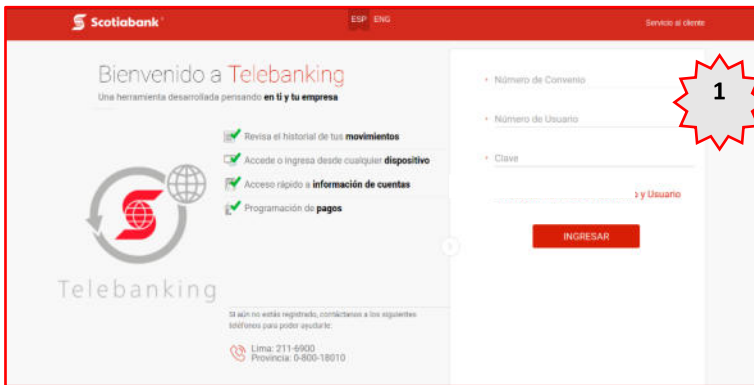 Scotiabank
ESP ENG
Servicio al cliente
Bienvenido a Telebanking
Una herramienta desarrollada pensando en ti y tu empresa
Revisa el historial de tus movimientos
Accede o ingresa desde cualquier dispositivo
Acceso rápido a información de cuentas
Programación de pagos
Telebanking
Si aún no estás registrado, contáctanos a los siguientes
teléfonos para poder ayudarte:
Lima: 211-6900
Provincia: 0-800-18010
* Número de Convenio
* Número de Usuario
* Clave
y Usuario
INGRESAR
1